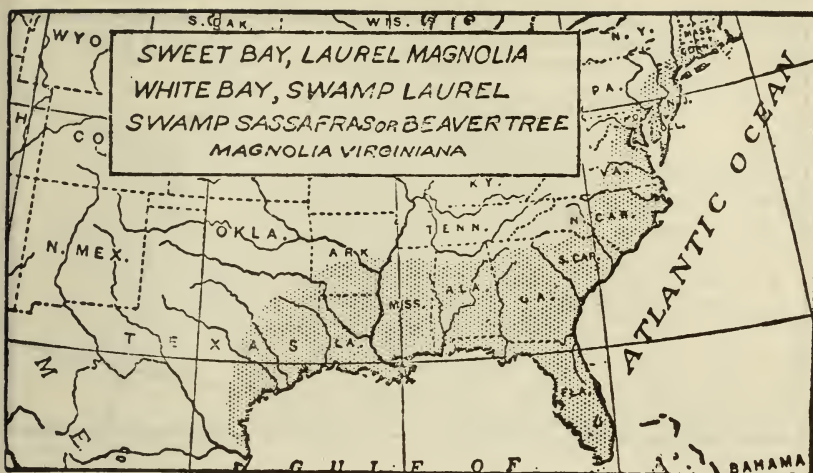 SWEET BAY, LAUREL MAGNOLIA
WHITE BAY, SWAMP LAUREL
SWAMP SASSAFRAS OR BEAVER TREE
MAGNOLIA VIRGINIANA
WYO
S. DAK.
WIS.
N.Y.
MASS.
CONN.
PA.
H
CO
KY.
VA.
N. MEX.
OKLA.
ARK
TENN.
N. CAR.
S. CAR.
MISS.
ALA
GA.
TEXAS
LA.
FLA.
ATLANTIC OCEAN
M
E
GULF OF
BAHAMA